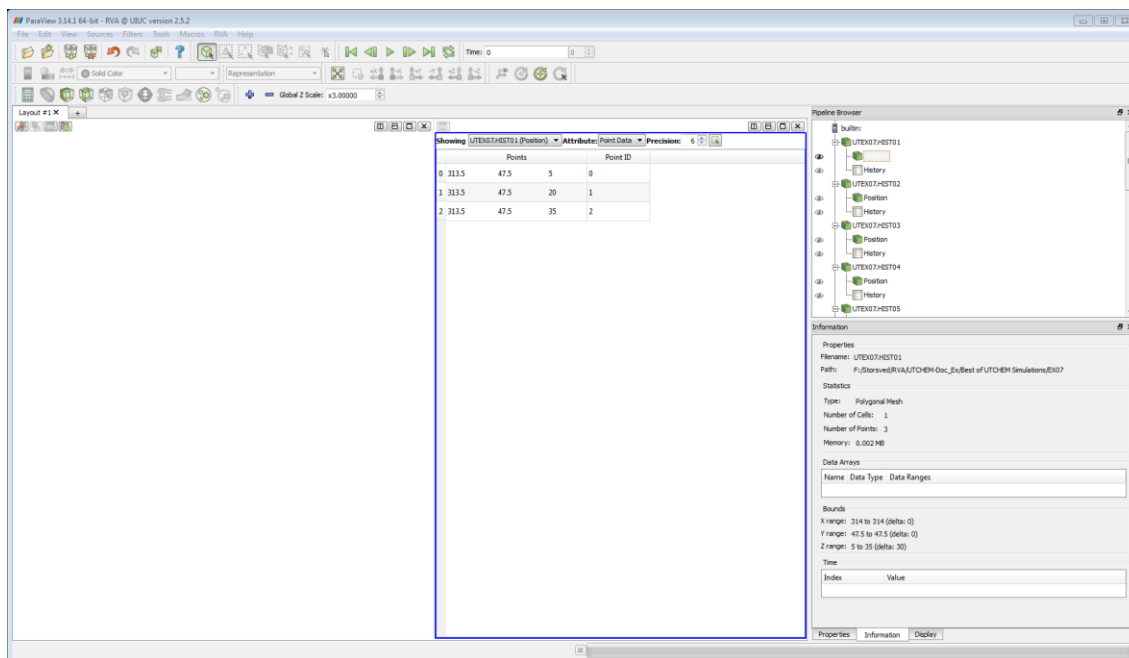 ParaView 3.14.1 64-bit - RVA @ UIUC version 2.5.2
File Edit View Sources Filters Tools Macros RVA Help
Time: 0 0
Solid Color Representation
Global Z Scale: x3.00000
Layout #1 X +
Showing UTEX07.HIST01 (Position) Attribute: Point Data Precision: 6
Points Point ID
0 313.5 47.5 5 0
1 313.5 47.5 20 1
2 313.5 47.5 35 2
Pipeline Browser
builtin:
UTEX07.HIST01
History
UTEX07.HIST02
Position
History
UTEX07.HIST03
Position
History
UTEX07.HIST04
Position
History
UTEX07.HIST05
Information
Properties
Filename: UTEX07.HIST01
Path: F:/Storsved/RVA/UTCHEM-Doc_Ex/Best of UTCHEM Simulations/EX07
Statistics
Type: Polygonal Mesh
Number of Cells: 1
Number of Points: 3
Memory: 0.002 MB
Data Arrays
Name Data Type Data Ranges
Bounds
X range: 314 to 314 (delta: 0)
Y range: 47.5 to 47.5 (delta: 0)
Z range: 5 to 35 (delta: 30)
Time
Index Value
Properties Information Display